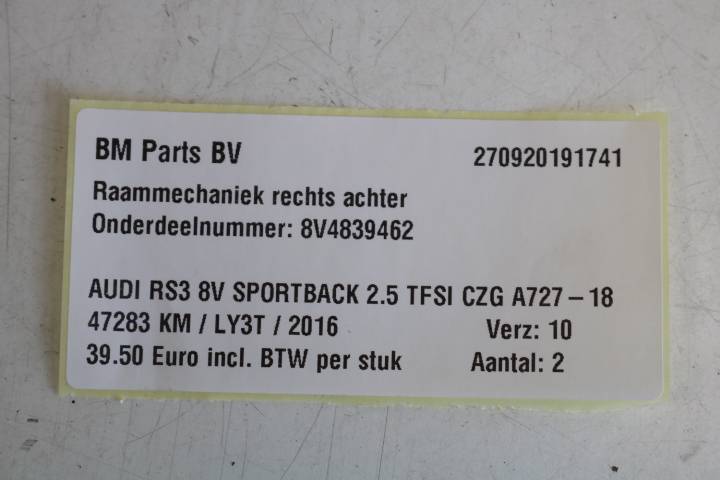 BM Parts BV 270920191741
Raammechaniek rechts achter
Onderdeelnummer: 8V4839462
AUDI RS3 8V SPORTBACK 2.5 TFSI CZG A727-18
47283 KM / LY3T / 2016 Verz: 10
39.50 Euro incl. BTW per stuk Aantal: 2